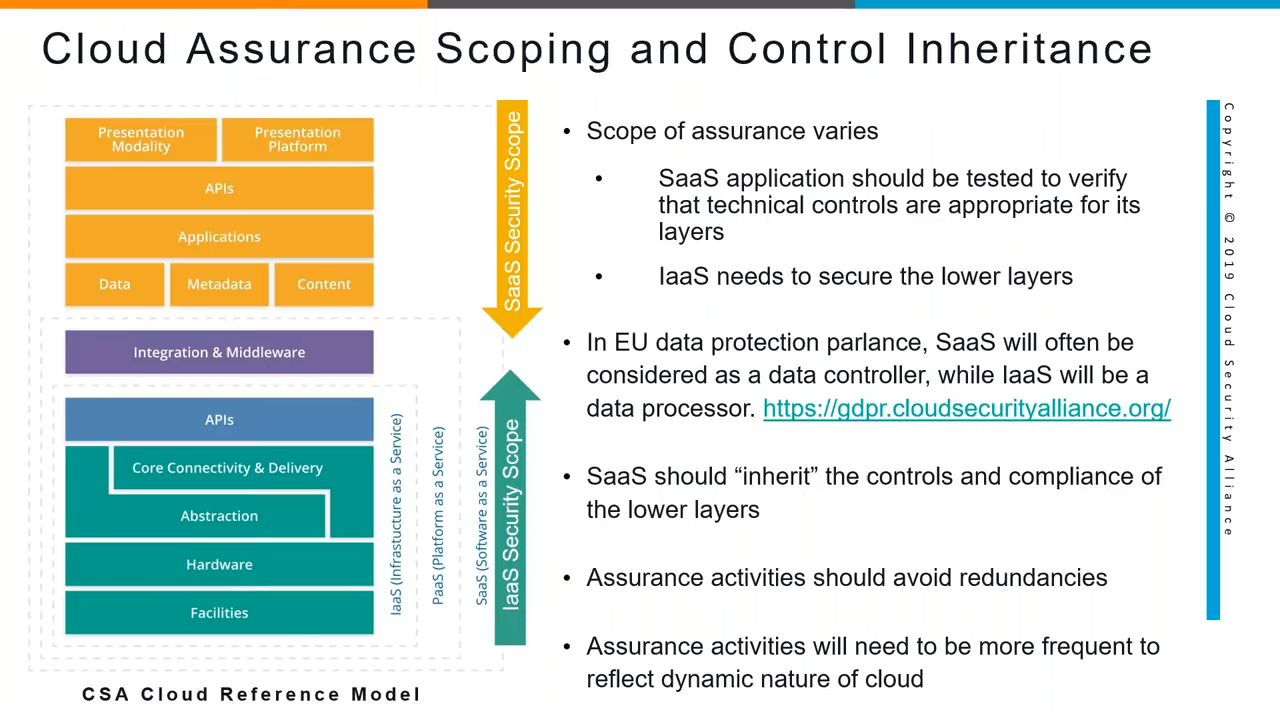 Cloud Assurance Scoping and Control Inheritance
Presentation
Modality
Presentation
Platform
APIs
Applications
Data
Metadata
Content
Integration & Middleware
APIs
Core Connectivity & Delivery
Abstraction
Hardware
Facilities
IaaS (Infrastucture as a Service)
PaaS (Platform as a Service)
SaaS (Software as a Service)
SaaS Security Scope
IaaS Security Scope
CSA Cloud Reference Model
• Scope of assurance varies
• SaaS application should be tested to verify
that technical controls are appropriate for its
layers
• IaaS needs to secure the lower layers
• In EU data protection parlance, SaaS will often be
considered as a data controller, while IaaS will be a
data processor. https://gdpr.cloudsecurityalliance.org/
• SaaS should “inherit” the controls and compliance of
the lower layers
• Assurance activities should avoid redundancies
• Assurance activities will need to be more frequent to
reflect dynamic nature of cloud
Copyright © 2019 Cloud Security Alliance